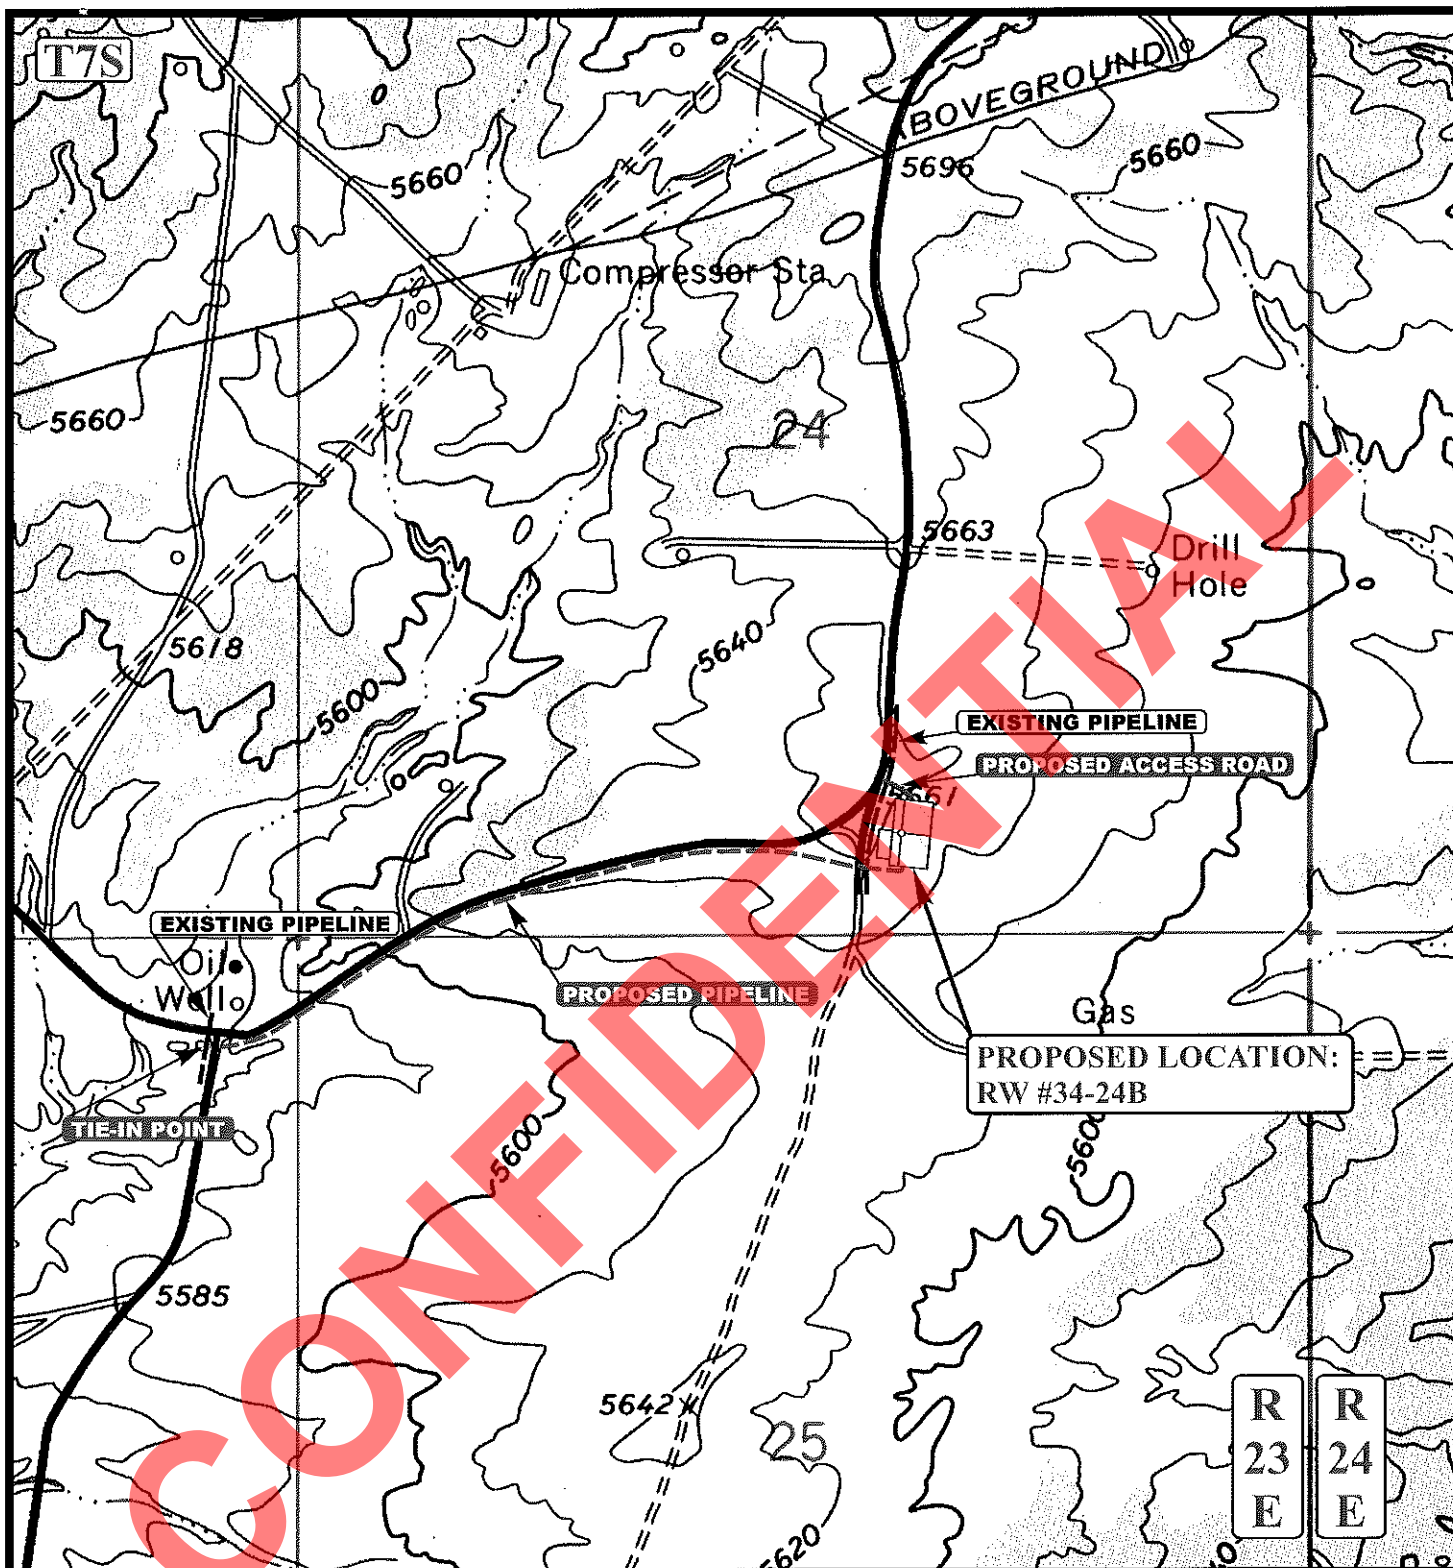 T7S
ABOVEGROUND
5660
5696
5660
Compressor Sta
5660
24
5663
Drill
Hole
5618
5640
5600
EXISTING PIPELINE
PROPOSED ACCESS ROAD
5661
EXISTING PIPELINE
Oil
Well
PROPOSED PIPELINE
Gas
PROPOSED LOCATION:
RW #34-24B
TIE-IN POINT
5600
5600
5585
5642
25
R
23
E
R
24
E
5620
CONFIDENTIAL